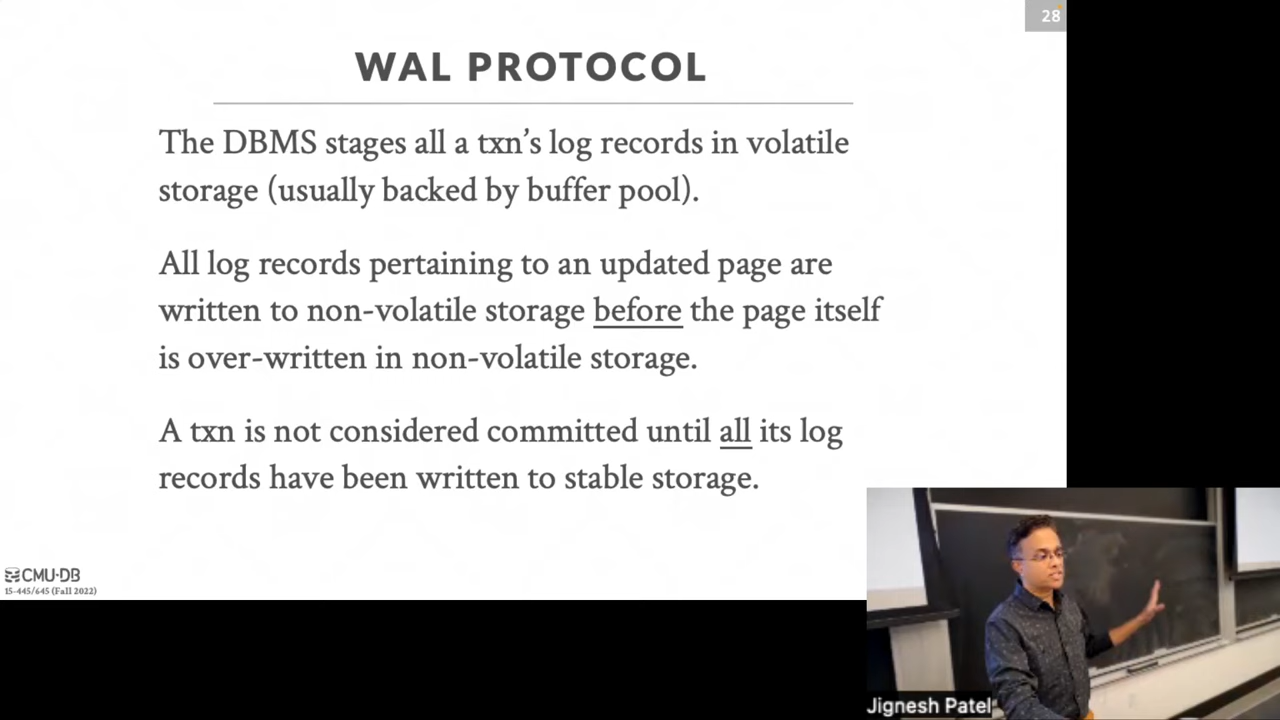 28
WAL PROTOCOL
The DBMS stages all a txn's log records in volatile
storage (usually backed by buffer pool).
All log records pertaining to an updated page are
written to non-volatile storage before the page itself
is over-written in non-volatile storage.
A txn is not considered committed until all its log
records have been written to stable storage.
CMU·DB
15-445/645 (Fall 2022)
Jignesh Patel